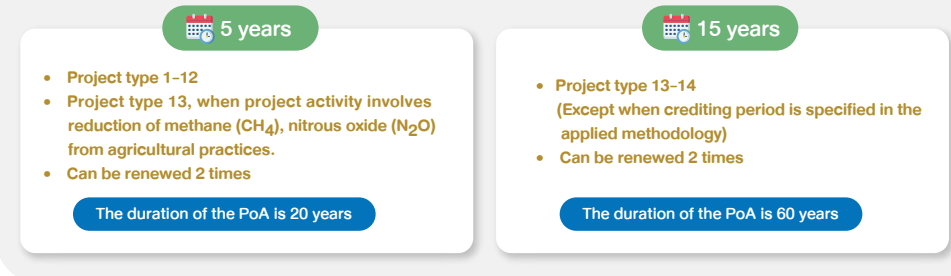 5 years
• Project type 1-12
• Project type 13, when project activity involves
reduction of methane (CH4), nitrous oxide (N2O)
from agricultural practices.
• Can be renewed 2 times
The duration of the PoA is 20 years
15 years
• Project type 13-14
(Except when crediting period is specified in the
applied methodology)
• Can be renewed 2 times
The duration of the PoA is 60 years